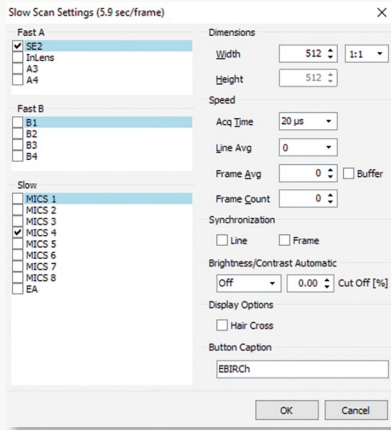 Slow Scan Settings (5.9 sec/frame)
Fast A
SE2
InLens
A3
A4
Fast B
B1
B2
B3
B4
Slow
MICS 1
MICS 2
MICS 3
MICS 4
MICS 5
MICS 6
MICS 7
MICS 8
EA
Dimensions
Width 512 1:1
Height 512
Speed
Acq Time 20 µs
Line Avg 0
Frame Avg 0 Buffer
Frame Count 0
Synchronization
Line Frame
Brightness/Contrast Automatic
Off 0.00 Cut Off [%]
Display Options
Hair Cross
Button Caption
EBIRCh
OK Cancel